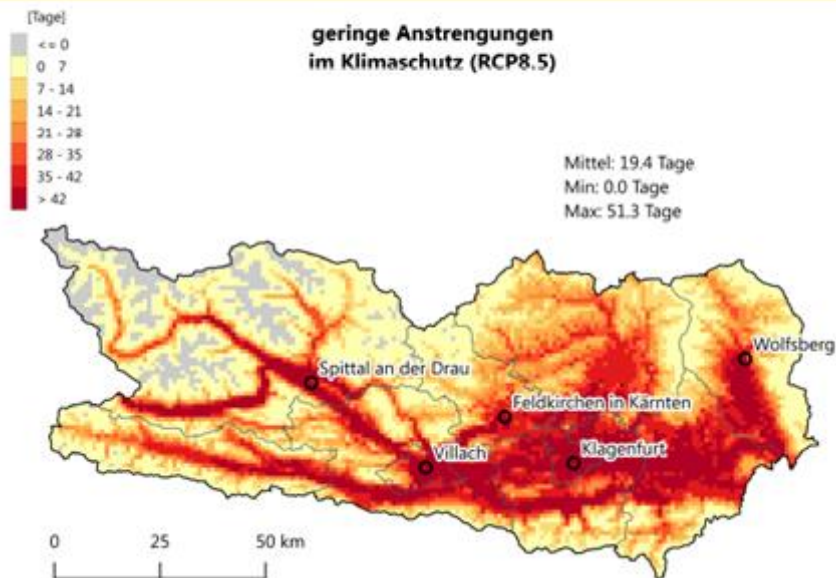 [Tage]
< = 0
0 7
7 - 14
14 - 21
21 - 28
28 - 35
35 - 42
> 42
geringe Anstrengungen
im Klimaschutz (RCP8.5)
Mittel: 19.4 Tage
Min: 0.0 Tage
Max: 51.3 Tage
Wolfsberg
Spittal an der Drau
Feldkirchen in Kärnten
Villach
Klagenfurt
0 25 50 km